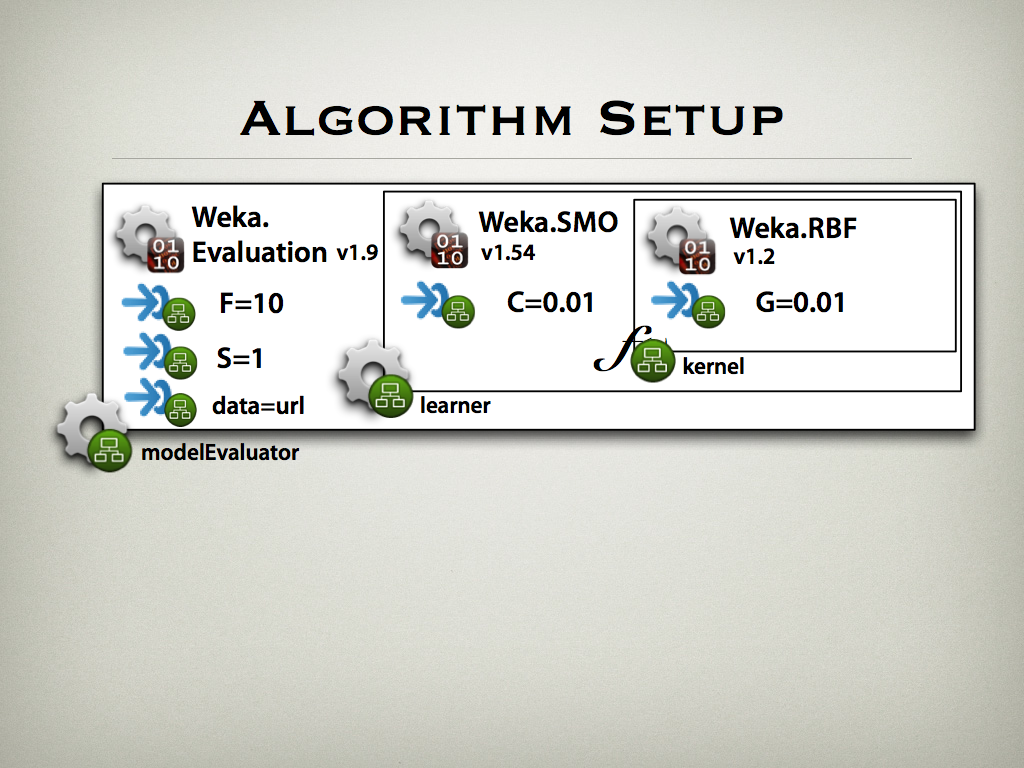 ALGORITHM SETUP
Weka.
Evaluation v1.9
F=10
S=1
data=url
modelEvaluator
Weka.SMO
v1.54
C=0.01
learner
Weka.RBF
v1.2
G=0.01
f
kernel
01
10
01
10
01
10